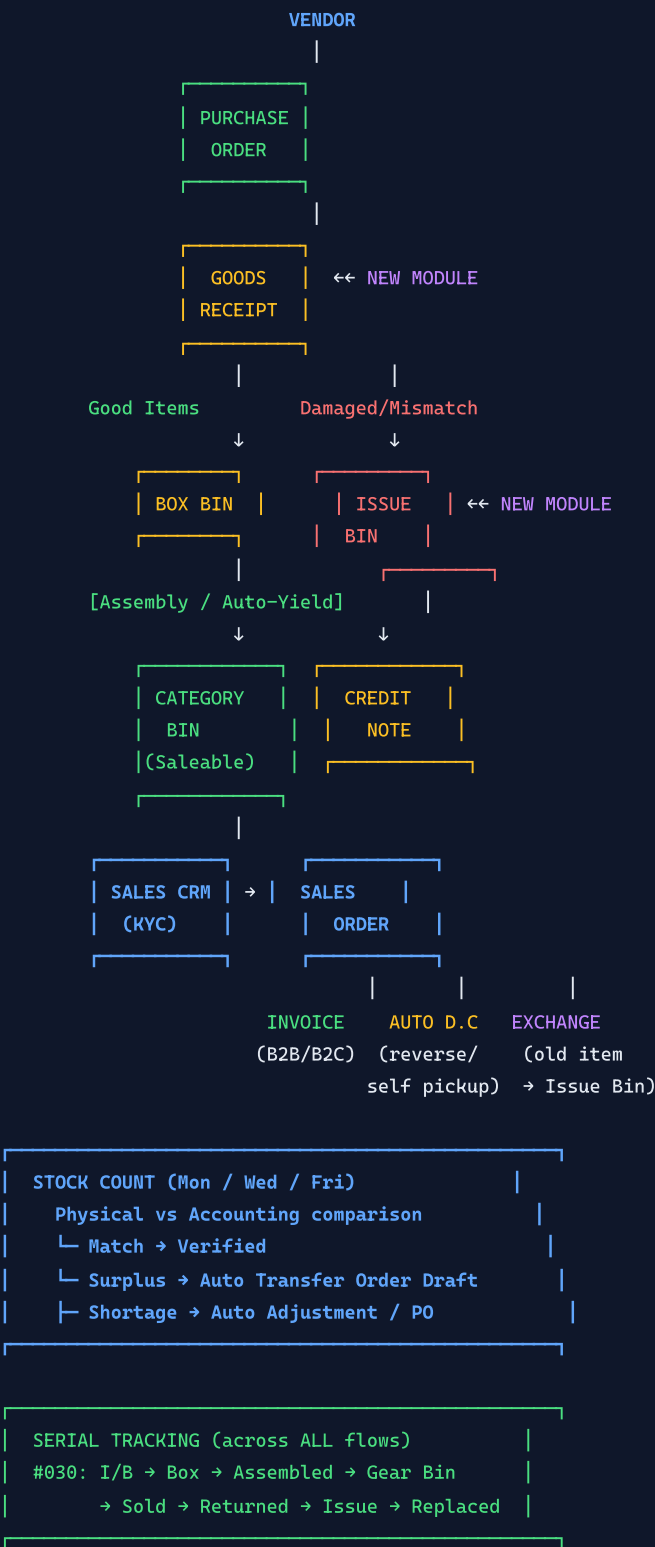 VENDOR
PURCHASE
ORDER
GOODS ←← NEW MODULE
RECEIPT
Good Items Damaged/Mismatch
↓ ↓
BOX BIN ISSUE ←← NEW MODULE
BIN
[Assembly / Auto-Yield]
↓ ↓
CATEGORY CREDIT
BIN NOTE
(Saleable)
SALES CRM → SALES
(KYC) ORDER
INVOICE AUTO D.C EXCHANGE
(B2B/B2C) (reverse/ (old item
self pickup) → Issue Bin)
STOCK COUNT (Mon / Wed / Fri)
Physical vs Accounting comparison
└─ Match → Verified
└─ Surplus → Auto Transfer Order Draft
├─ Shortage → Auto Adjustment / PO
SERIAL TRACKING (across ALL flows)
#030: I/B → Box → Assembled → Gear Bin
→ Sold → Returned → Issue → Replaced